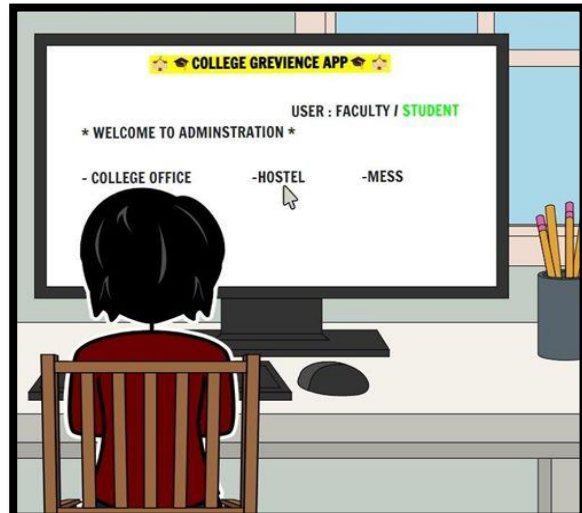 COLLEGE GREVIENCE APP
USER : FACULTY / STUDENT
* WELCOME TO ADMINSTRATION *
- COLLEGE OFFICE -HOSTEL -MESS